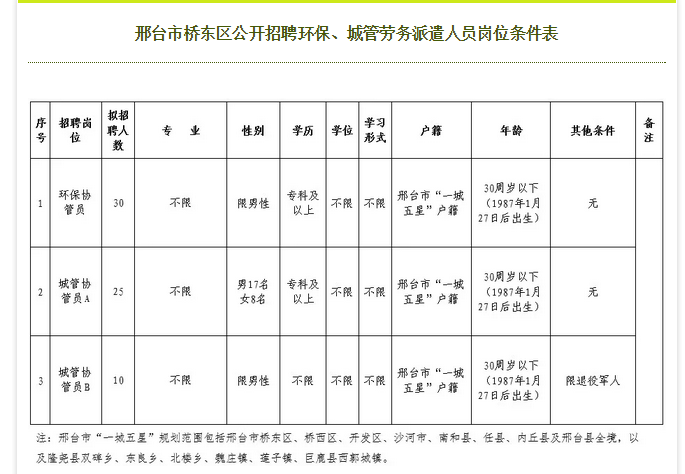 邢台市桥东区公开招聘环保、城管劳务派遣人员岗位条件表
序号 招聘岗位 拟招聘人数 专 业 性别 学历 学位 学习形式 户籍 年龄 其他条件 备注
1 环保协管员 30 不限 限男性 专科及以上 不限 不限 邢台市“一城五星”户籍 30周岁以下（1987年1月27日后出生） 无
2 城管协管员A 25 不限 男17名女8名 专科及以上 不限 不限 邢台市“一城五星”户籍 30周岁以下（1987年1月27日后出生） 无
3 城管协管员B 10 不限 限男性 不限 不限 不限 邢台市“一城五星”户籍 30周岁以下（1987年1月27日后出生） 限退役军人
注：邢台市“一城五星”规划范围包括邢台市桥东区、桥西区、开发区、沙河市、南和县、任县、内丘县及邢台县全境，以
及隆尧县双碑乡、东良乡、北楼乡、魏庄镇、莲子镇、巨鹿县西郭城镇。